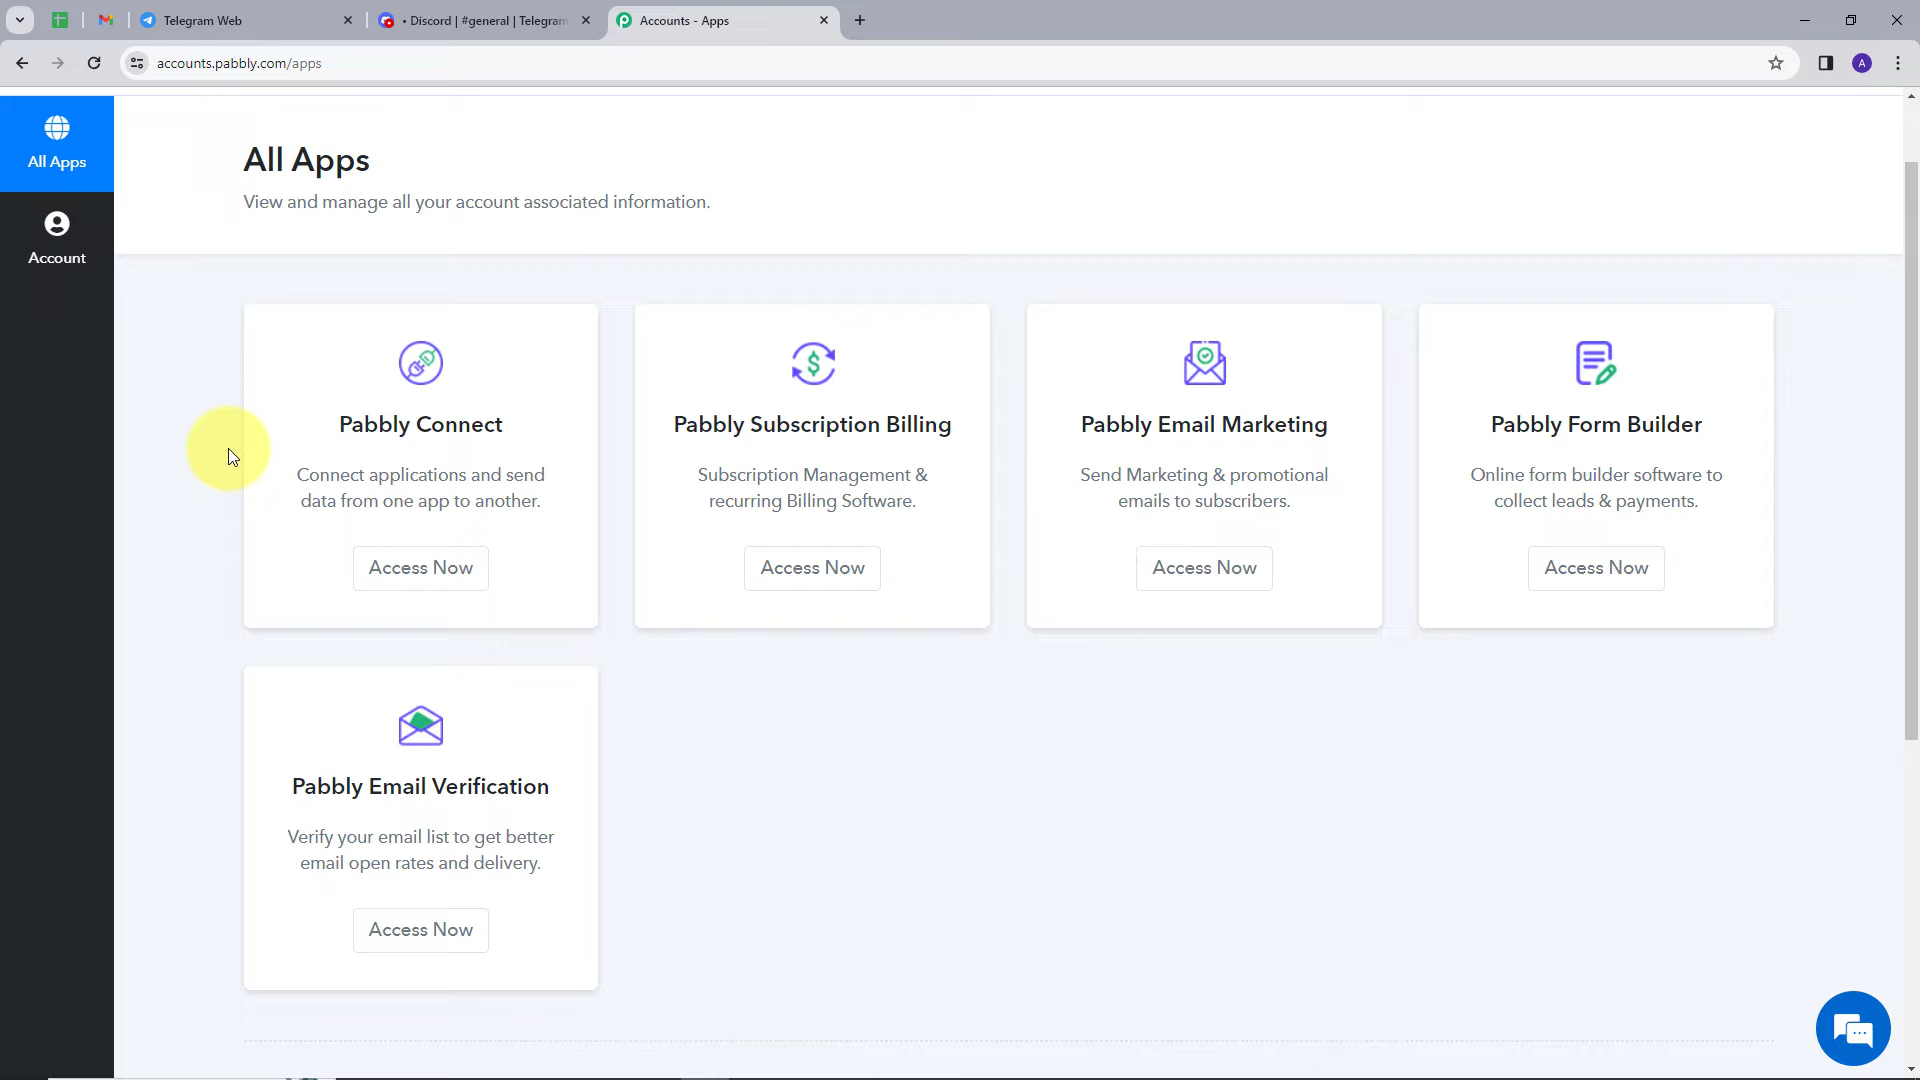 Telegram Web
• Discord | #general | Telegram
Accounts - Apps
accounts.pabbly.com/apps
A
All Apps
Account
All Apps
View and manage all your account associated information.
Pabbly Connect
Connect applications and send
data from one app to another.
Access Now
Pabbly Subscription Billing
Subscription Management &
recurring Billing Software.
Access Now
Pabbly Email Marketing
Send Marketing & promotional
emails to subscribers.
Access Now
Pabbly Form Builder
Online form builder software to
collect leads & payments.
Access Now
Pabbly Email Verification
Verify your email list to get better
email open rates and delivery.
Access Now